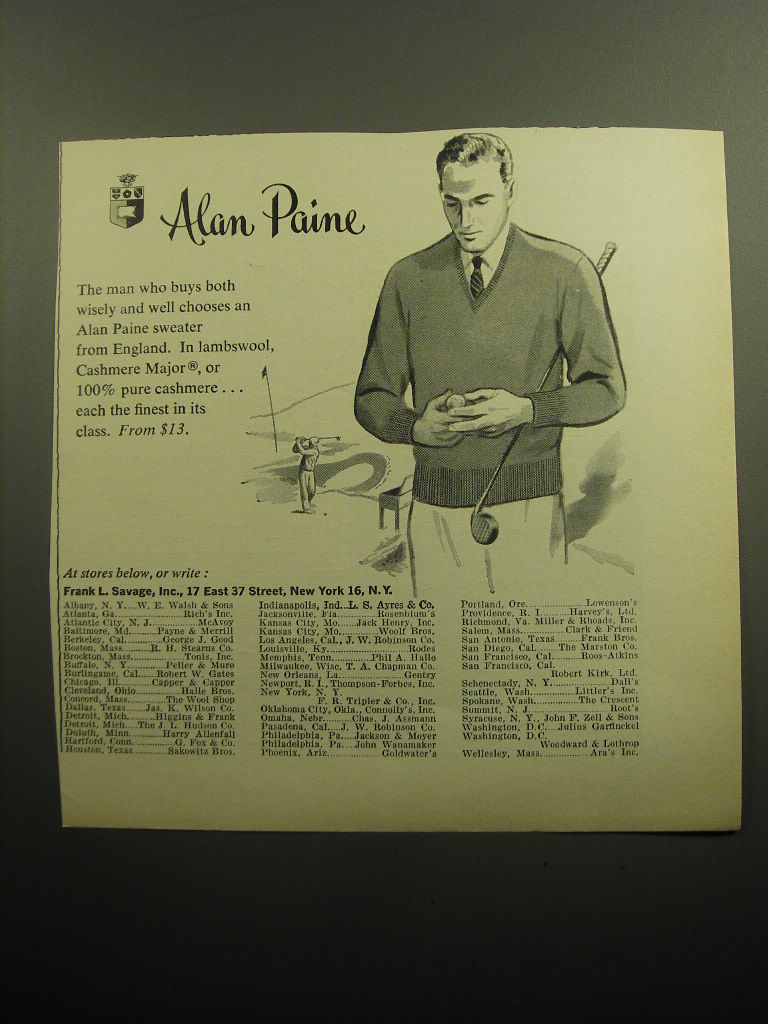 Alan Paine
The man who buys both
wisely and well chooses an
Alan Paine sweater
from England. In lambswool,
Cashmere Major®, or
100% pure cashmere . . .
each the finest in its
class. From $13.
At stores below, or write :
Frank L. Savage, Inc., 17 East 37 Street, New York 16, N.Y.
Albany, N. Y....W. E. Walsh & Sons
Atlanta, Ga..................Rich's Inc.
Atlantic City, N. J............McAvoy
Baltimore, Md........Payne & Merrill
Berkeley, Cal............George J. Good
Boston, Mass........R. H. Stearns Co.
Brockton, Mass..............Tonis, Inc.
Buffalo, N. Y..........Peller & Mure
Burlingame, Cal......Robert W. Gates
Chicago, Ill..........Capper & Capper
Cleveland, Ohio............Halle Bros.
Concord, Mass..........The Wool Shop
Dallas, Texas......Jas. K. Wilson Co.
Detroit, Mich........Higgins & Frank
Detroit, Mich....The J. L. Hudson Co.
Duluth, Minn..........Harry Allenfall
Hartford, Conn............G. Fox & Co.
Houston, Texas..........Sakowitz Bros.
Indianapolis, Ind...L. S. Ayres & Co.
Jacksonville, Fla..........Rosenblum's
Kansas City, Mo.....Jack Henry, Inc.
Kansas City, Mo..........Woolf Bros.
Los Angeles, Cal., J. W. Robinson Co.
Louisville, Ky......................Rodes
Memphis, Tenn..........Phil A. Halle
Milwaukee, Wisc. T. A. Chapman Co.
New Orleans, La..................Gentry
Newport, R. I., Thompson-Forbes, Inc.
New York, N. Y.
F. R. Tripler & Co., Inc.
Oklahoma City, Okla., Connolly's, Inc.
Omaha, Nebr.......Chas. J. Assmann
Pasadena, Cal....J. W. Robinson Co.
Philadelphia, Pa....Jackson & Moyer
Philadelphia, Pa....John Wanamaker
Phoenix, Ariz..............Goldwater's
Portland, Ore..................Lowenson's
Providence, R. I........Harvey's, Ltd.
Richmond, Va. Miller & Rhoads, Inc.
Salem, Mass............Clark & Friend
San Antonio, Texas......Frank Bros.
San Diego, Cal.....The Marston Co.
San Francisco, Cal........Roos-Atkins
San Francisco, Cal.
Robert Kirk, Ltd.
Schenectady, N. Y................Dall's
Seattle, Wash............Littler's Inc.
Spokane, Wash..........The Crescent
Summit, N. J......................Root's
Syracuse, N. Y., John F. Zell & Sons
Washington, D.C....Julius Garfinckel
Washington, D.C.
Woodward & Lothrop
Wellesley, Mass................Ara's Inc.